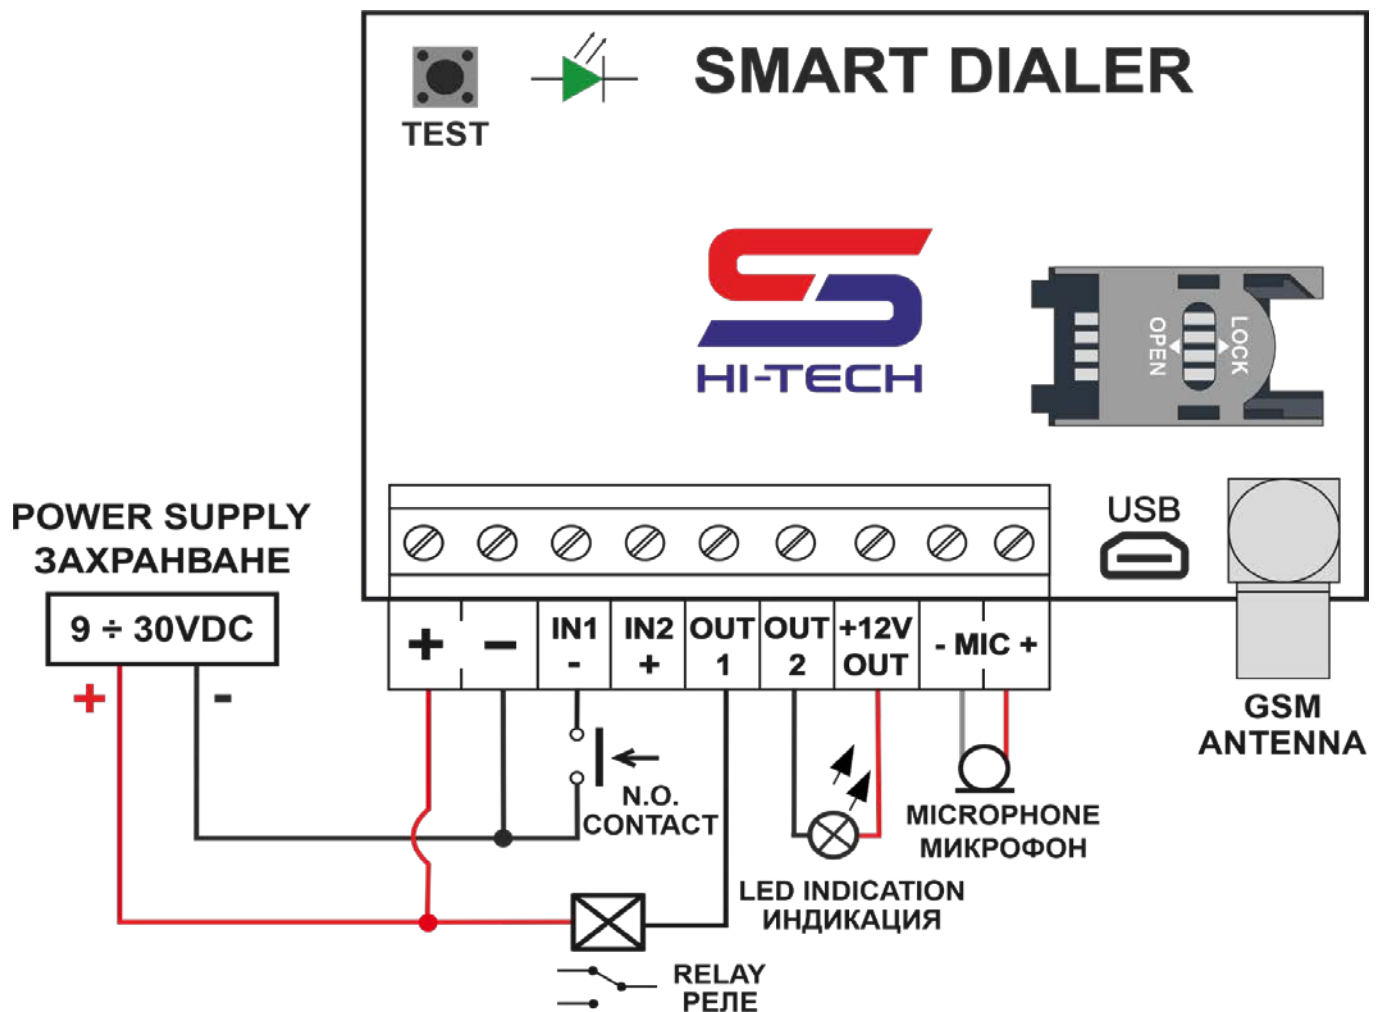 SMART DIALER
TEST
HI-TECH
OPEN
LOCK
USB
POWER SUPPLY
ЗАХРАНВАНЕ
9 ÷ 30VDC
+
-
+
−
IN1
-
IN2
+
OUT
1
OUT
2
+12V
OUT
- MIC +
GSM
ANTENNA
N.O.
CONTACT
MICROPHONE
МИКРОФОН
LED INDICATION
ИНДИКАЦИЯ
RELAY
РЕЛЕ